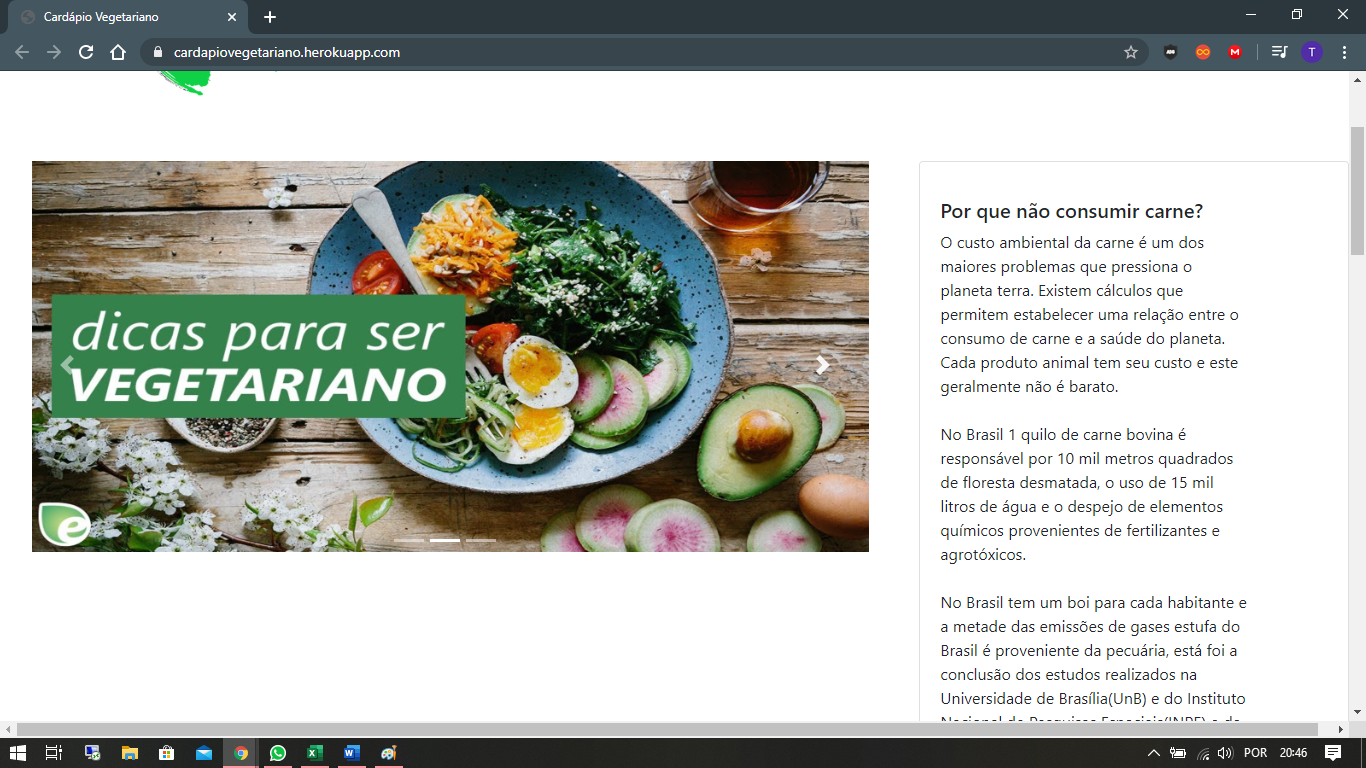 Cardápio Vegetariano
cardapiovegetariano.herokuapp.com
T
dicas para ser
VEGETARIANO
e
Por que não consumir carne?
O custo ambiental da carne é um dos
maiores problemas que pressiona o
planeta terra. Existem cálculos que
permitem estabelecer uma relação entre o
consumo de carne e a saúde do planeta.
Cada produto animal tem seu custo e este
geralmente não é barato.
No Brasil 1 quilo de carne bovina é
responsável por 10 mil metros quadrados
de floresta desmatada, o uso de 15 mil
litros de água e o despejo de elementos
químicos provenientes de fertilizantes e
agrotóxicos.
No Brasil tem um boi para cada habitante e
a metade das emissões de gases estufa do
Brasil é proveniente da pecuária, está foi a
conclusão dos estudos realizados na
Universidade de Brasília(UnB) e do Instituto
Nacional de Pesquisas Espaciais(INPE) e da
POR
20:46